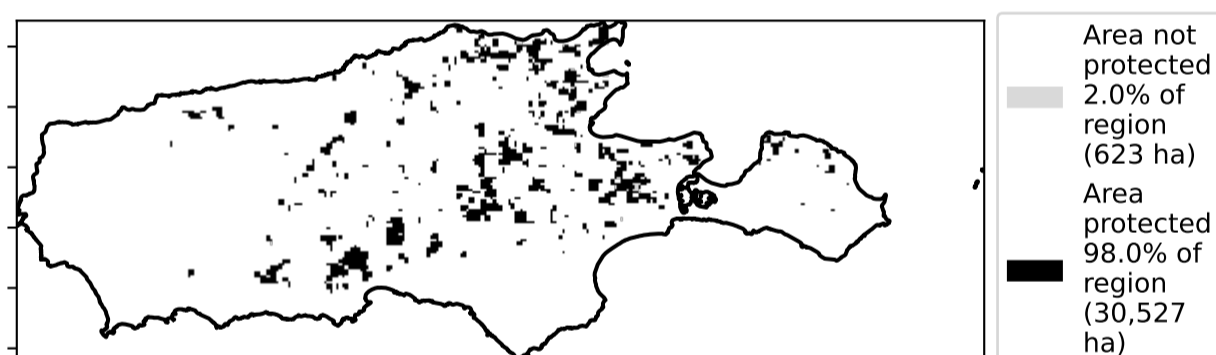 Area not
protected
2.0% of
region
(623 ha)
Area
protected
98.0% of
region
(30,527
ha)